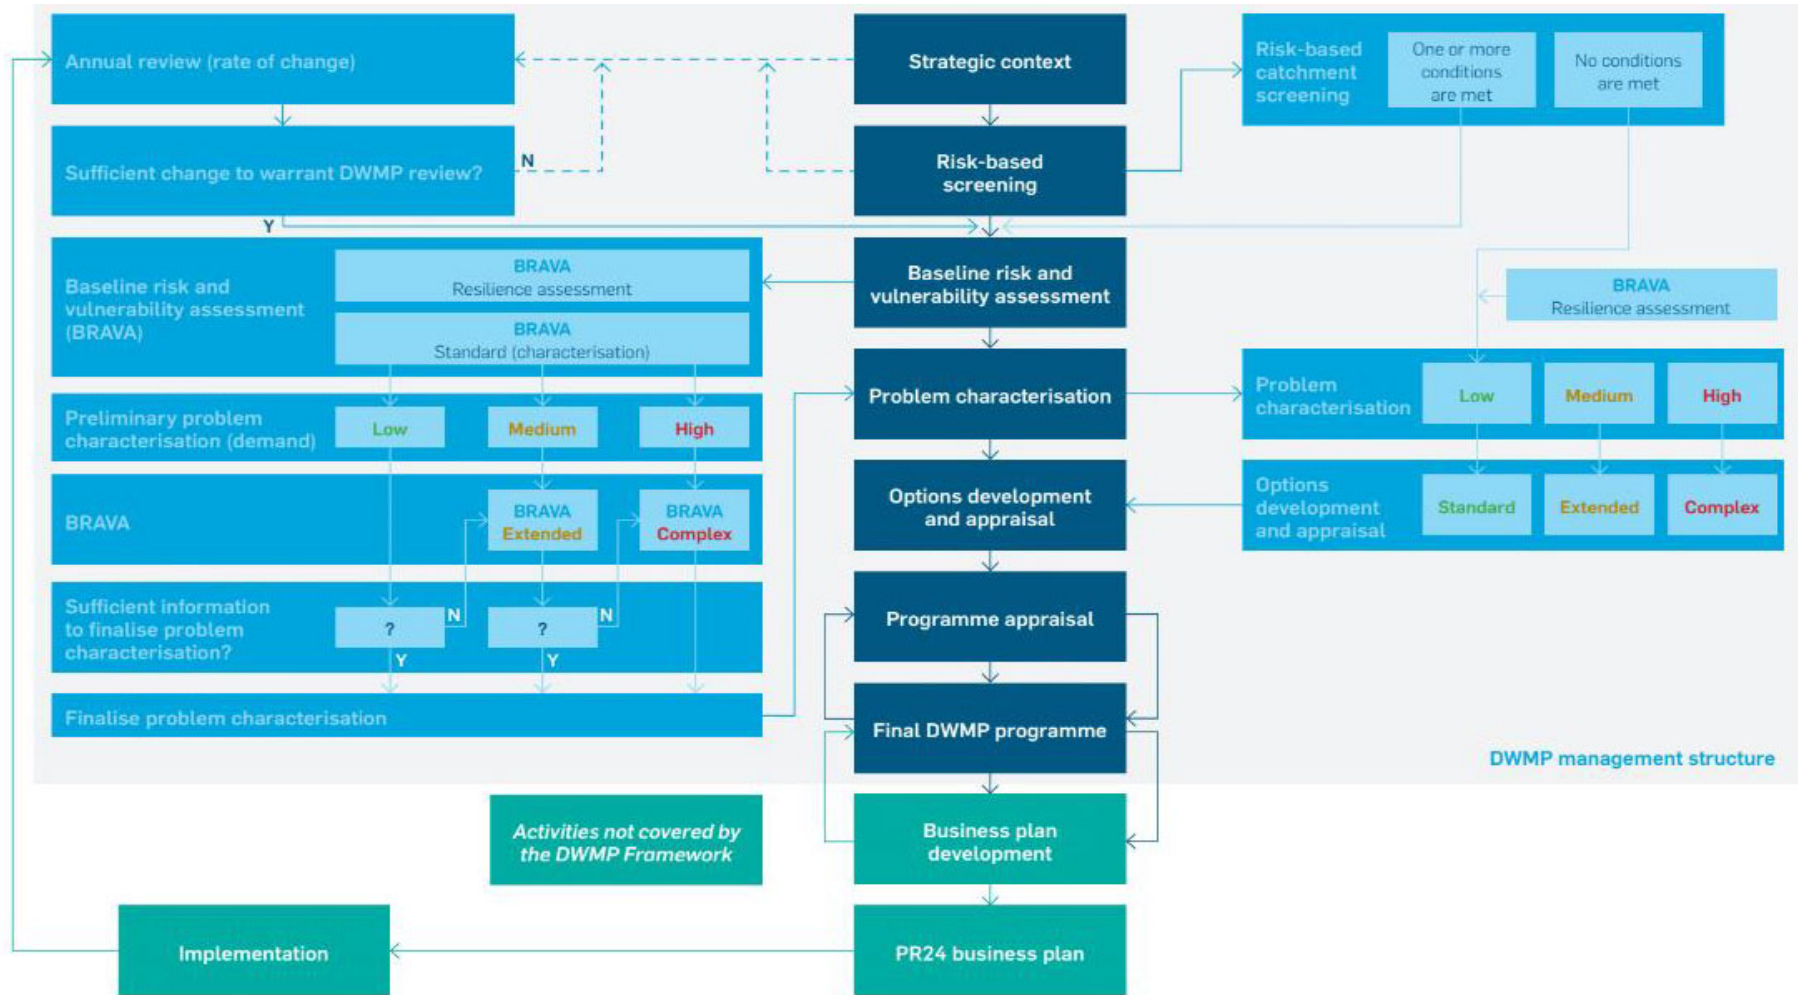 Annual review (rate of change)
Strategic context
Risk-based
catchment
screening
One or more
conditions
are met
No conditions
are met
Sufficient change to warrant DWMP review?
N
Y
Risk-based
screening
Baseline risk and
vulnerability assessment
(BRAVA)
BRAVA
Resilience assessment
BRAVA
Standard (characterisation)
Baseline risk and
vulnerability assessment
BRAVA
Resilience assessment
Preliminary problem
characterisation (demand)
Low
Medium
High
Problem characterisation
Problem
characterisation
Low
Medium
High
BRAVA
BRAVA
Extended
BRAVA
Complex
Options development
and appraisal
Options
development
and appraisal
Standard
Extended
Complex
Sufficient information
to finalise problem
characterisation?
?
N
Y
?
N
Y
Programme appraisal
Finalise problem characterisation
Final DWMP programme
DWMP management structure
Activities not covered by
the DWMP Framework
Business plan
development
Implementation
PR24 business plan